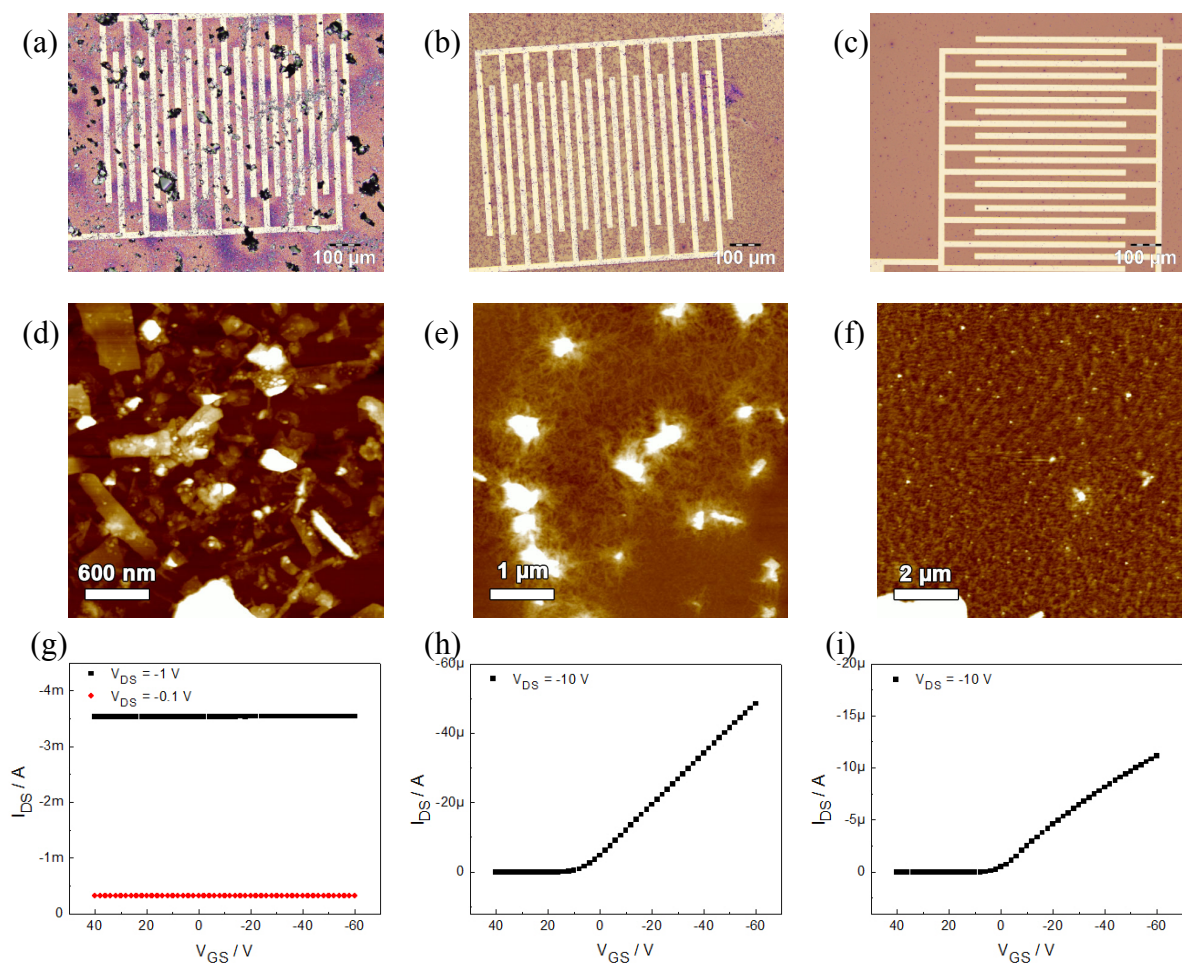 (a)
100 µm
(b)
100 µm
(c)
100 µm
(d)
600 nm
(e)
1 µm
(f)
2 µm
(g)
V_DS = -1 V
V_DS = -0.1 V
-4m
-3m
-2m
-1m
0
I_DS / A
40 20 0 -20 -40 -60
V_GS / V
(h)
V_DS = -10 V
-60µ
-40µ
-20µ
0
I_DS / A
40 20 0 -20 -40 -60
V_GS / V
(i)
V_DS = -10 V
-20µ
-15µ
-10µ
-5µ
0
I_DS / A
40 20 0 -20 -40 -60
V_GS / V